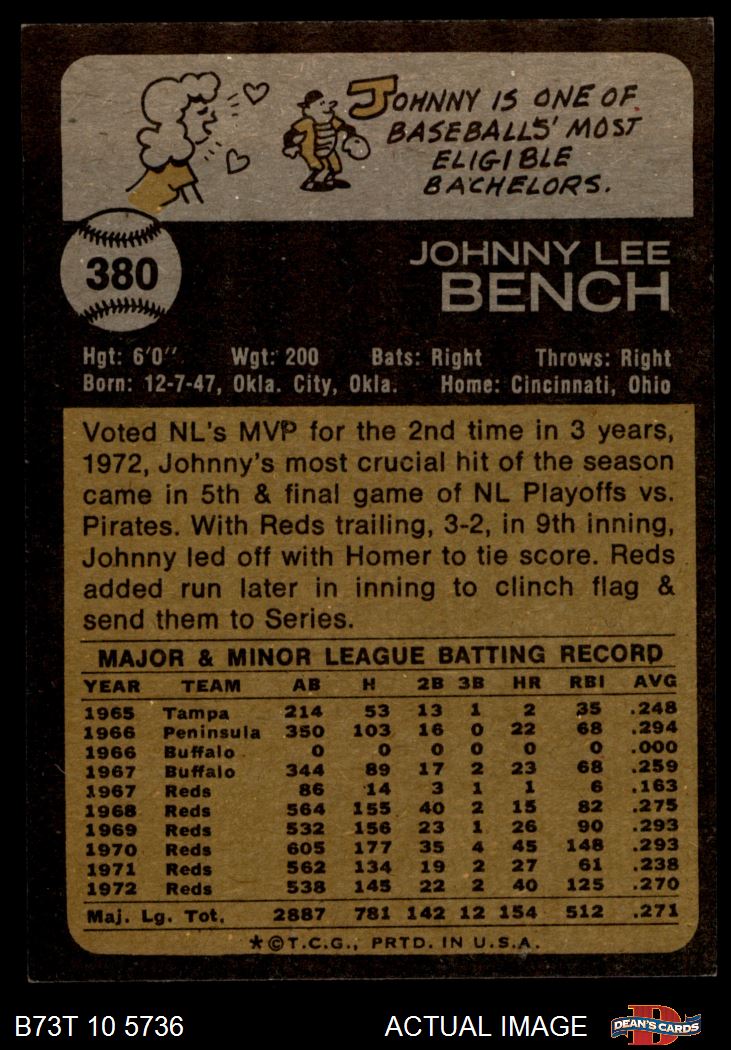 JOHNNY IS ONE OF
BASEBALLS' MOST
ELIGIBLE
BACHELORS.
380
JOHNNY LEE
BENCH
Hgt: 6'0" Wgt: 200 Bats: Right Throws: Right
Born: 12-7-47, Okla. City, Okla. Home: Cincinnati, Ohio
Voted NL's MVP for the 2nd time in 3 years,
1972, Johnny's most crucial hit of the season
came in 5th & final game of NL Playoffs vs.
Pirates. With Reds trailing, 3-2, in 9th inning,
Johnny led off with Homer to tie score. Reds
added run later in inning to clinch flag &
send them to Series.
MAJOR & MINOR LEAGUE BATTING RECORD
YEAR TEAM AB H 2B 3B HR RBI AVG
1965 Tampa 214 53 13 1 2 35 .248
1966 Peninsula 350 103 16 0 22 68 .294
1966 Buffalo 0 0 0 0 0 0 .000
1967 Buffalo 344 89 17 2 23 68 .259
1967 Reds 86 14 3 1 1 6 .163
1968 Reds 564 155 40 2 15 82 .275
1969 Reds 532 156 23 1 26 90 .293
1970 Reds 605 177 35 4 45 148 .293
1971 Reds 562 134 19 2 27 61 .238
1972 Reds 538 145 22 2 40 125 .270
Maj. Lg. Tot. 2887 781 142 12 154 512 .271
★©T.C.G., PRTD. IN U.S.A.
B73T 10 5736 ACTUAL IMAGE DEAN'S CARDS